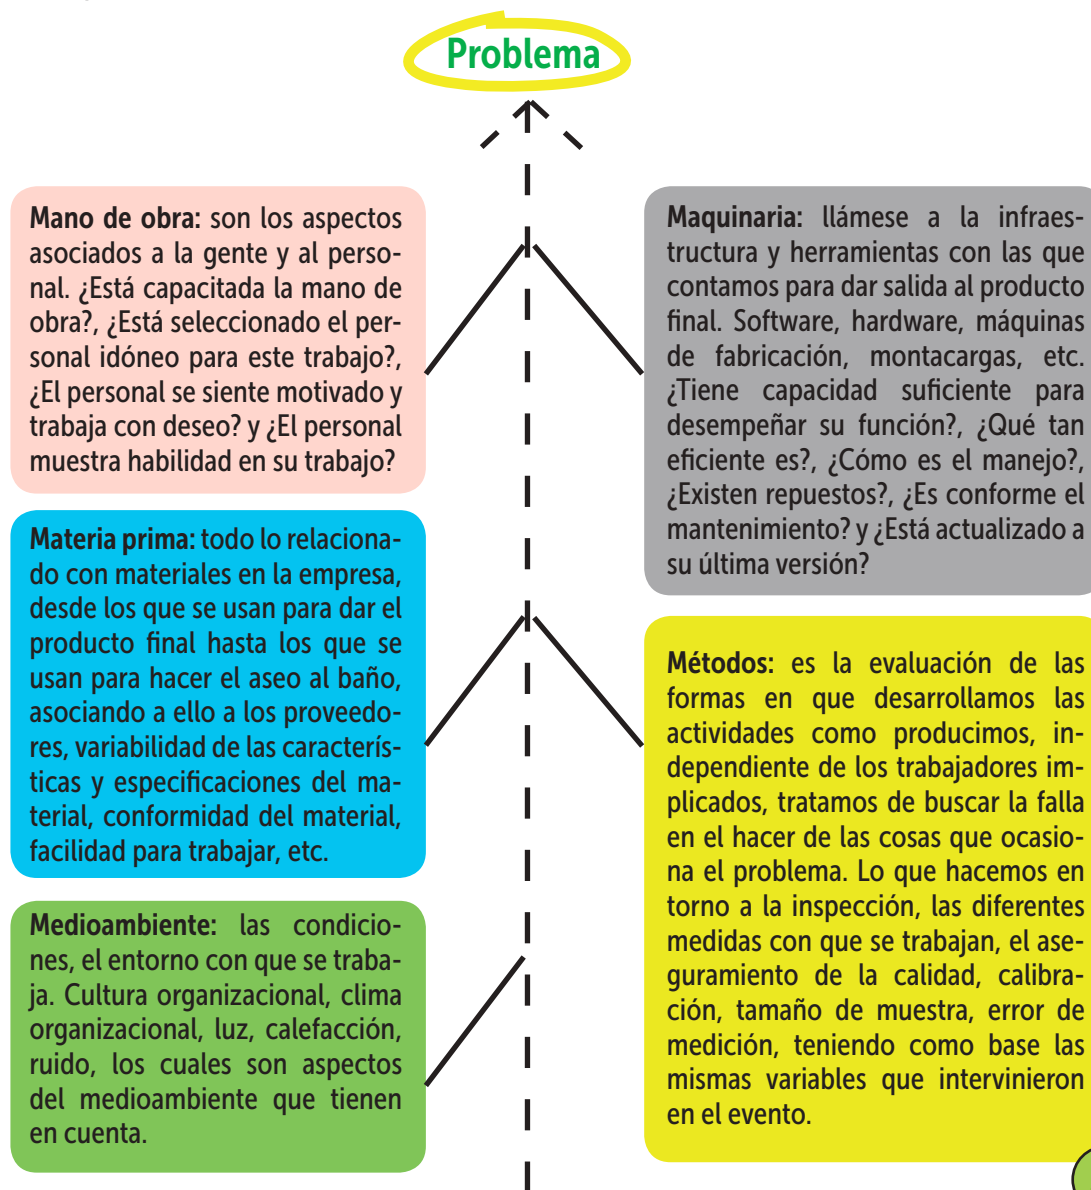 Problema
Mano de obra: son los aspectos
asociados a la gente y al perso-
nal. ¿Está capacitada la mano de
obra?, ¿Está seleccionado el per-
sonal idóneo para este trabajo?,
¿El personal se siente motivado y
trabaja con deseo? y ¿El personal
muestra habilidad en su trabajo?
Maquinaria: llámese a la infraes-
tructura y herramientas con las que
contamos para dar salida al producto
final. Software, hardware, máquinas
de fabricación, montacargas, etc.
¿Tiene capacidad suficiente para
desempeñar su función?, ¿Qué tan
eficiente es?, ¿Cómo es el manejo?,
¿Existen repuestos?, ¿Es conforme el
mantenimiento? y ¿Está actualizado a
su última versión?
Materia prima: todo lo relaciona-
do con materiales en la empresa,
desde los que se usan para dar el
producto final hasta los que se
usan para hacer el aseo al baño,
asociando a ello a los proveedo-
res, variabilidad de las caracterís-
ticas y especificaciones del ma-
terial, conformidad del material,
facilidad para trabajar, etc.
Métodos: es la evaluación de las
formas en que desarrollamos las
actividades como producimos, in-
dependiente de los trabajadores im-
plicados, tratamos de buscar la falla
en el hacer de las cosas que ocasio-
na el problema. Lo que hacemos en
torno a la inspección, las diferentes
medidas con que se trabajan, el ase-
guramiento de la calidad, calibra-
ción, tamaño de muestra, error de
medición, teniendo como base las
mismas variables que intervinieron
en el evento.
Medioambiente: las condicio-
nes, el entorno con que se traba-
ja. Cultura organizacional, clima
organizacional, luz, calefacción,
ruido, los cuales son aspectos
del medioambiente que tienen
en cuenta.